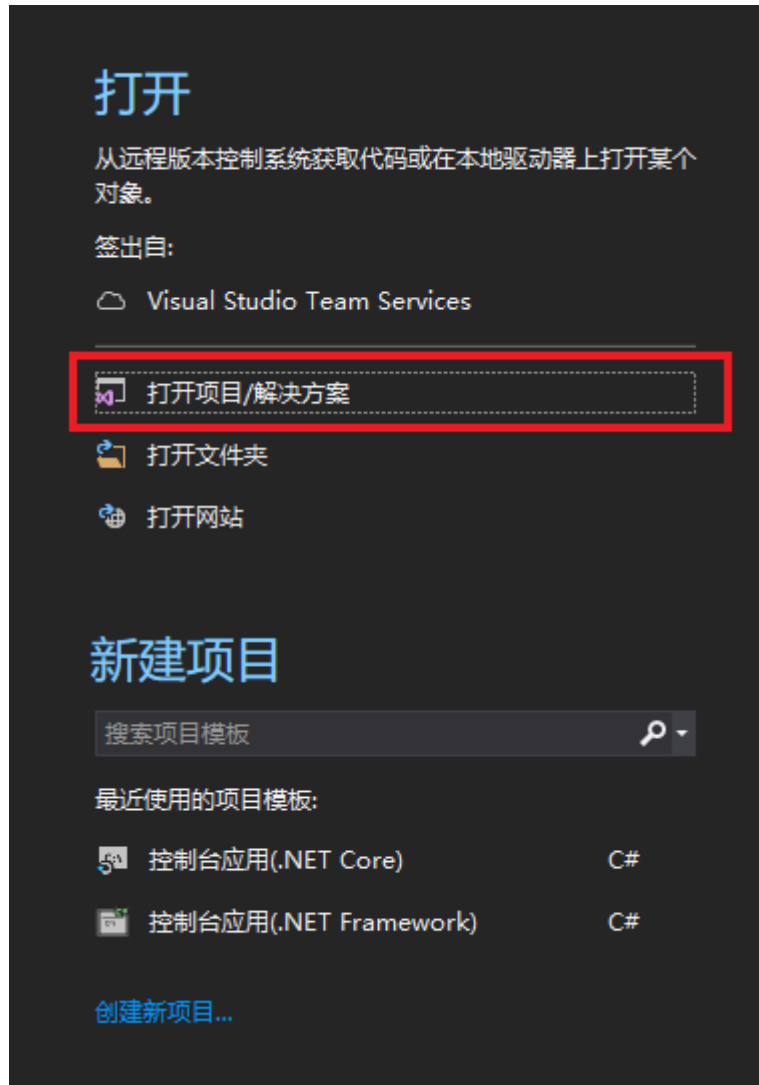 打开
从远程版本控制系统获取代码或在本地驱动器上打开某个
对象。
签出自:
Visual Studio Team Services
打开项目/解决方案
打开文件夹
打开网站
新建项目
搜索项目模板
最近使用的项目模板:
控制台应用(.NET Core) C#
控制台应用(.NET Framework) C#
创建新项目...